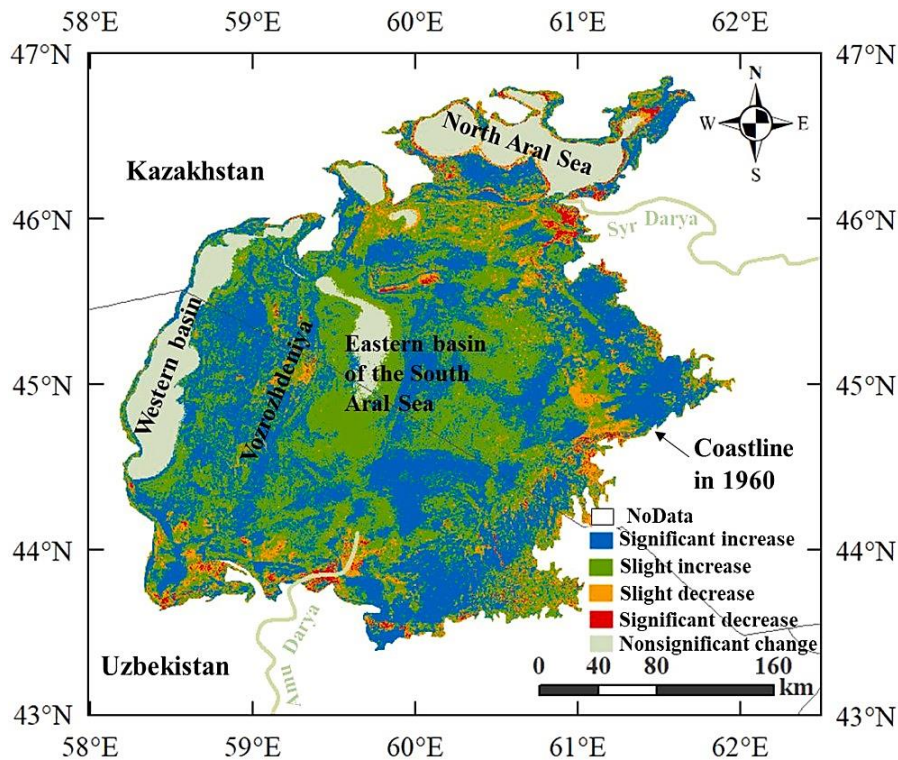 58°E 59°E 60°E 61°E 62°E
47°N 47°N
N
W E
S
North Aral Sea
Kazakhstan
46°N 46°N
Syr Darya
Western basin
Vozrozhdeniya
Eastern basin
of the South
Aral Sea
45°N 45°N
Coastline
in 1960
NoData
Significant increase
44°N 44°N
Slight increase
Slight decrease
Significant decrease
Nonsignificant change
Amu Darya
Uzbekistan
0 40 80 160
km
43°N 43°N
58°E 59°E 60°E 61°E 62°E